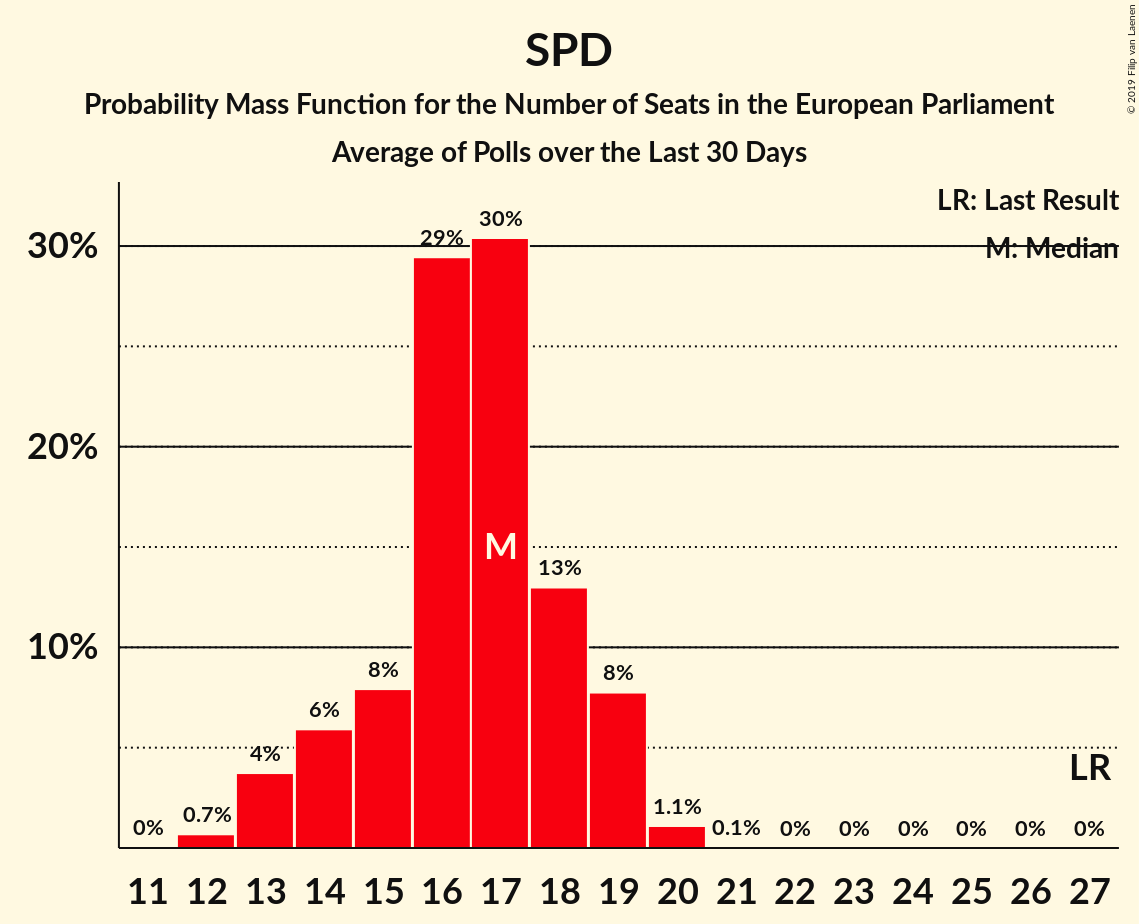 SPD
Probability Mass Function for the Number of Seats in the European Parliament
Average of Polls over the Last 30 Days
© 2019 Filip van Laenen
LR: Last Result
M: Median
30%
20%
10%
0%
0.7%
4%
6%
8%
29%
30%
13%
8%
1.1%
0.1%
0%
0%
0%
0%
0%
0%
M
LR
11 12 13 14 15 16 17 18 19 20 21 22 23 24 25 26 27